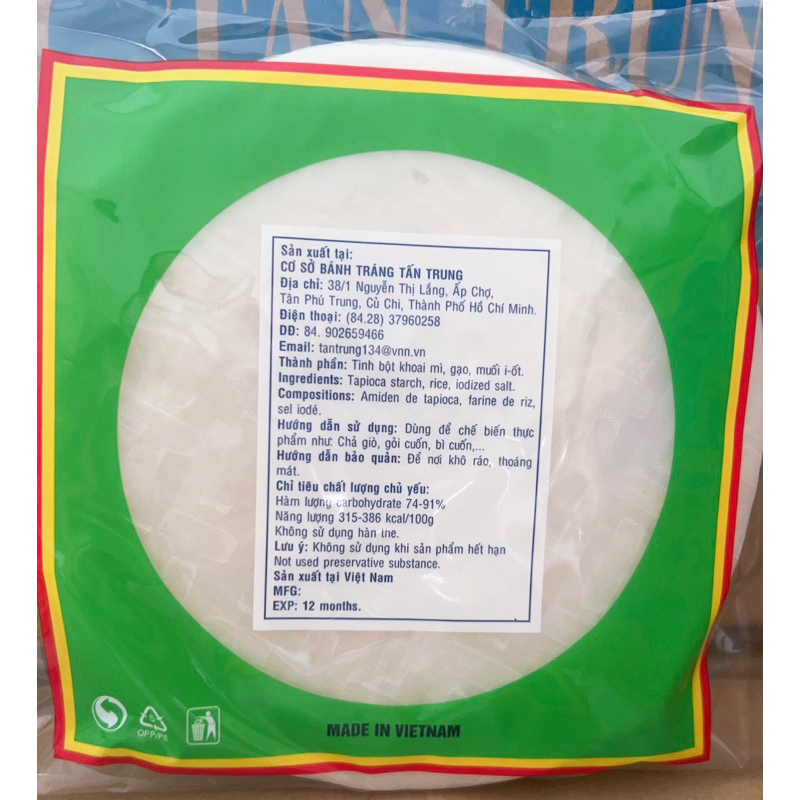 TÂN TRUN
Sản xuất tại:
CƠ SỞ BÁNH TRÁNG TẤN TRUNG
Địa chỉ: 38/1 Nguyễn Thị Lắng, Ấp Chợ,
Tân Phú Trung, Củ Chi, Thành Phố Hồ Chí Minh.
Điện thoại: (84.28) 37960258
DĐ: 84. 902659466
Email: tantrung134@vnn.vn
Thành phần: Tinh bột khoai mì, gạo, muối i-ốt.
Ingredients: Tapioca starch, rice, iodized salt.
Compositions: Amiden de tapioca, farine de riz,
sel iodé.
Hướng dẫn sử dụng: Dùng để chế biến thực
phẩm như: Chả giò, gỏi cuốn, bì cuốn,...
Hướng dẫn bảo quản: Để nơi khô ráo, thoáng
mát.
Chỉ tiêu chất lượng chủ yếu:
Hàm lượng carbohydrate 74-91%
Năng lượng 315-386 kcal/100g
Không sử dụng hàn the.
Lưu ý: Không sử dụng khi sản phẩm hết hạn
Not used preservative substance.
Sản xuất tại Việt Nam
MFG:
EXP: 12 months.
OPP/PE
MADE IN VIETNAM